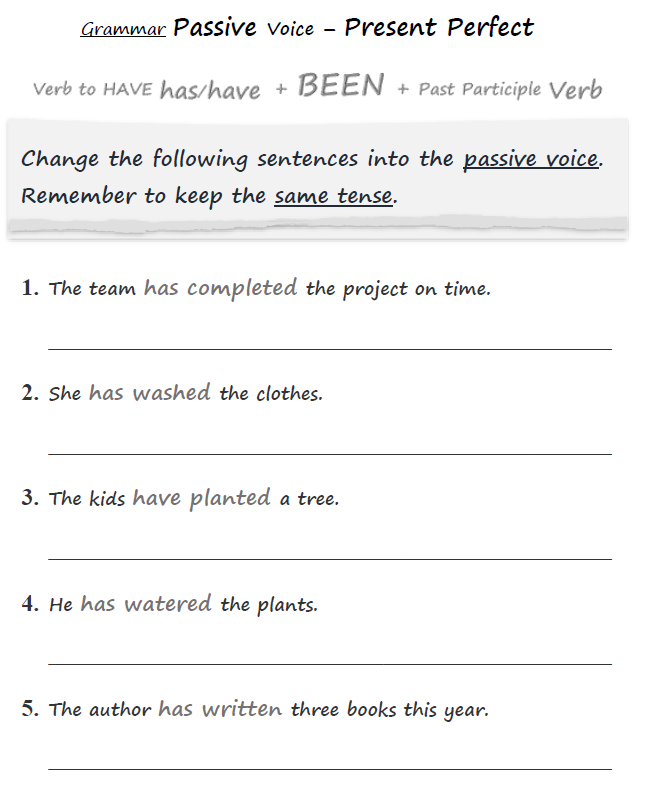 Grammar Passive Voice – Present Perfect
Verb to HAVE has/have + BEEN + Past Participle Verb
Change the following sentences into the passive voice.
Remember to keep the same tense.
1. The team has completed the project on time.
2. She has washed the clothes.
3. The kids have planted a tree.
4. He has watered the plants.
5. The author has written three books this year.